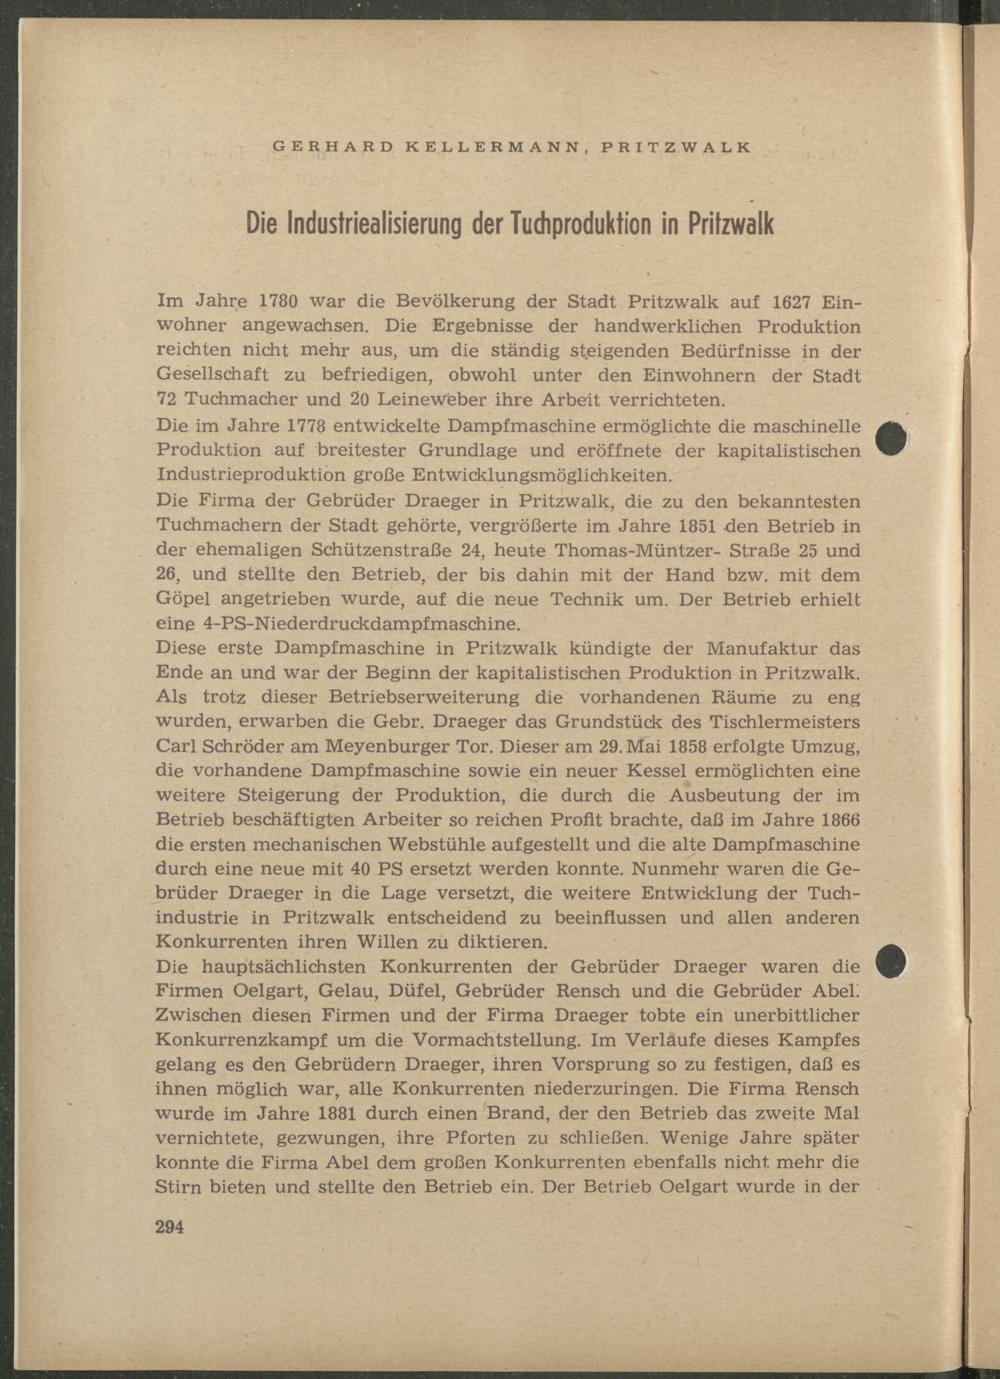 GERHARD KELLERMANN, PRITZWALK
Die Industriealisierung der Tuchproduktion in Pritzwalk
Im Jahre 1780 war die Bevölkerung der Stadt Pritzwalk auf 1627 Ein-
wohner angewachsen. Die Ergebnisse der handwerklichen Produktion
reichten nicht mehr aus, um die ständig steigenden Bedürfnisse in der
Gesellschaft zu befriedigen, obwohl unter den Einwohnern der Stadt
72 Tuchmacher und 20 Leineweber ihre Arbeit verrichteten.
Die im Jahre 1778 entwickelte Dampfmaschine ermöglichte die maschinelle
Produktion auf breitester Grundlage und eröffnete der kapitalistischen
Industrieproduktion große Entwicklungsmöglichkeiten.
Die Firma der Gebrüder Draeger in Pritzwalk, die zu den bekanntesten
Tuchmachern der Stadt gehörte, vergrößerte im Jahre 1851 den Betrieb in
der ehemaligen Schützenstraße 24, heute Thomas-Müntzer- Straße 25 und
26, und stellte den Betrieb, der bis dahin mit der Hand bzw. mit dem
Göpel angetrieben wurde, auf die neue Technik um. Der Betrieb erhielt
eine 4-PS-Niederdruckdampfmaschine.
Diese erste Dampfmaschine in Pritzwalk kündigte der Manufaktur das
Ende an und war der Beginn der kapitalistischen Produktion in Pritzwalk.
Als trotz dieser Betriebserweiterung die vorhandenen Räume zu eng
wurden, erwarben die Gebr. Draeger das Grundstück des Tischlermeisters
Carl Schröder am Meyenburger Tor. Dieser am 29. Mai 1858 erfolgte Umzug,
die vorhandene Dampfmaschine sowie ein neuer Kessel ermöglichten eine
weitere Steigerung der Produktion, die durch die Ausbeutung der im
Betrieb beschäftigten Arbeiter so reichen Profit brachte, daß im Jahre 1866
die ersten mechanischen Webstühle aufgestellt und die alte Dampfmaschine
durch eine neue mit 40 PS ersetzt werden konnte. Nunmehr waren die Ge-
brüder Draeger in die Lage versetzt, die weitere Entwicklung der Tuch-
industrie in Pritzwalk entscheidend zu beeinflussen und allen anderen
Konkurrenten ihren Willen zu diktieren.
Die hauptsächlichsten Konkurrenten der Gebrüder Draeger waren die
Firmen Oelgart, Gelau, Düfel, Gebrüder Rensch und die Gebrüder Abel.
Zwischen diesen Firmen und der Firma Draeger tobte ein unerbittlicher
Konkurrenzkampf um die Vormachtstellung. Im Verlaufe dieses Kampfes
gelang es den Gebrüdern Draeger, ihren Vorsprung so zu festigen, daß es
ihnen möglich war, alle Konkurrenten niederzuringen. Die Firma Rensch
wurde im Jahre 1881 durch einen Brand, der den Betrieb das zweite Mal
vernichtete, gezwungen, ihre Pforten zu schließen. Wenige Jahre später
konnte die Firma Abel dem großen Konkurrenten ebenfalls nicht mehr die
Stirn bieten und stellte den Betrieb ein. Der Betrieb Oelgart wurde in der
294